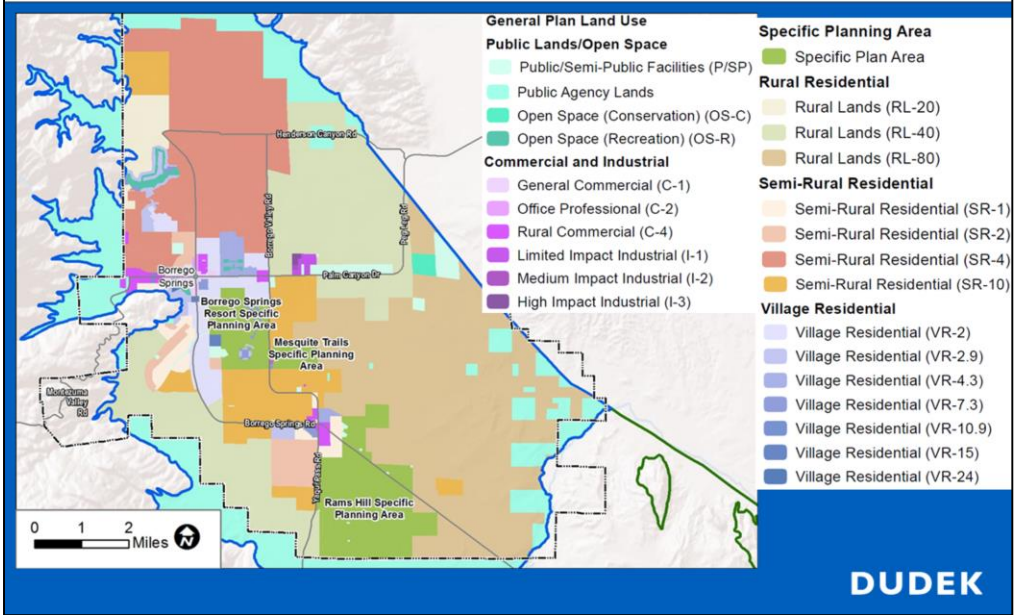 General Plan Land Use
Public Lands/Open Space
Public/Semi-Public Facilities (P/SP)
Public Agency Lands
Open Space (Conservation) (OS-C)
Open Space (Recreation) (OS-R)
Commercial and Industrial
General Commercial (C-1)
Office Professional (C-2)
Rural Commercial (C-4)
Limited Impact Industrial (I-1)
Medium Impact Industrial (I-2)
High Impact Industrial (I-3)
Specific Planning Area
Specific Plan Area
Rural Residential
Rural Lands (RL-20)
Rural Lands (RL-40)
Rural Lands (RL-80)
Semi-Rural Residential
Semi-Rural Residential (SR-1)
Semi-Rural Residential (SR-2)
Semi-Rural Residential (SR-4)
Semi-Rural Residential (SR-10)
Village Residential
Village Residential (VR-2)
Village Residential (VR-2.9)
Village Residential (VR-4.3)
Village Residential (VR-7.3)
Village Residential (VR-10.9)
Village Residential (VR-15)
Village Residential (VR-24)
Henderson Canyon Rd
Borrego Valley Rd
Peg Leg Rd
Borrego
Springs
Palm Canyon Dr
Borrego Springs
Resort Specific
Planning Area
Mesquite Trails
Specific Planning
Area
Montezuma
Valley
Rd
Borrego Springs Rd
Yaqui Pass Rd
Rams Hill Specific
Planning Area
0 1 2
Miles
N
DUDEK